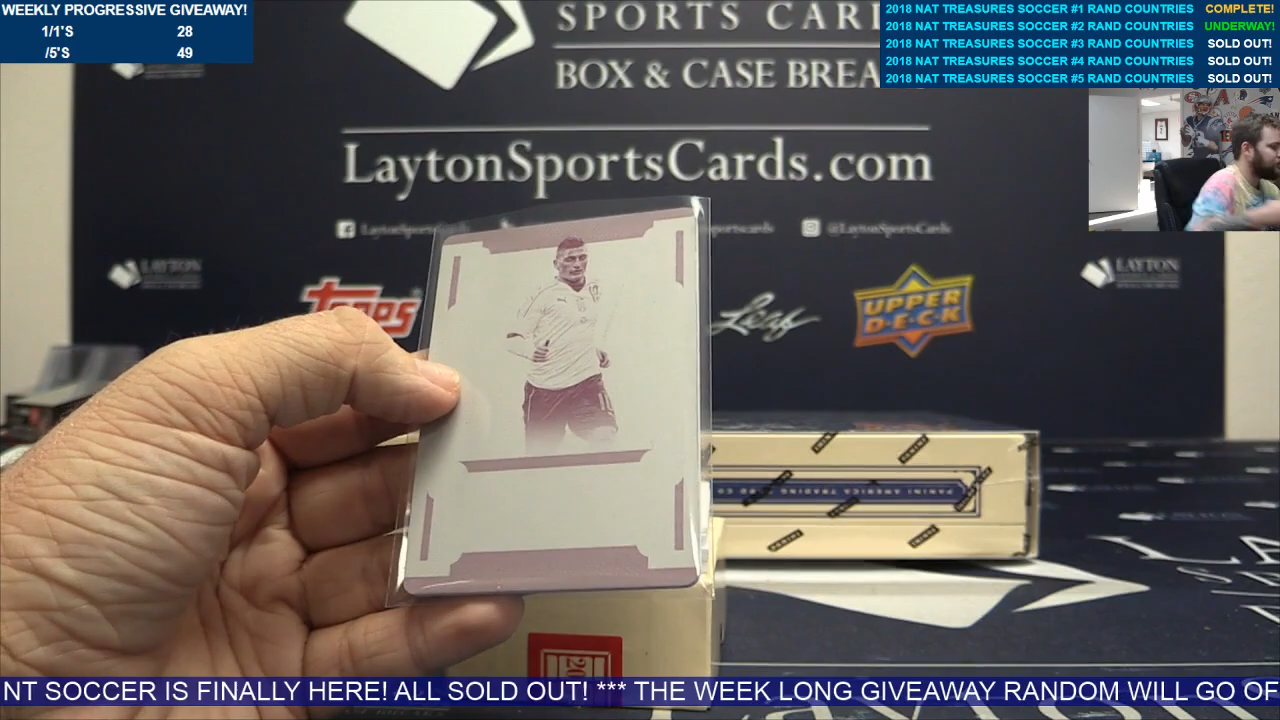 WEEKLY PROGRESSIVE GIVEAWAY!
1/1'S 28
/5'S 49
2018 NAT TREASURES SOCCER #1 RAND COUNTRIES COMPLETE!
2018 NAT TREASURES SOCCER #2 RAND COUNTRIES UNDERWAY!
2018 NAT TREASURES SOCCER #3 RAND COUNTRIES SOLD OUT!
2018 NAT TREASURES SOCCER #4 RAND COUNTRIES SOLD OUT!
2018 NAT TREASURES SOCCER #5 RAND COUNTRIES SOLD OUT!
SPORTS CAR
BOX & CASE BREA
LaytonSportsCards.com
@LaytonSportsCards
LAYTON
LAYTON
Topps
Leaf
UPPER DECK
PANINI AMERICA TRADING
PANINI
11
NT SOCCER IS FINALLY HERE! ALL SOLD OUT! *** THE WEEK LONG GIVEAWAY RANDOM WILL GO OF